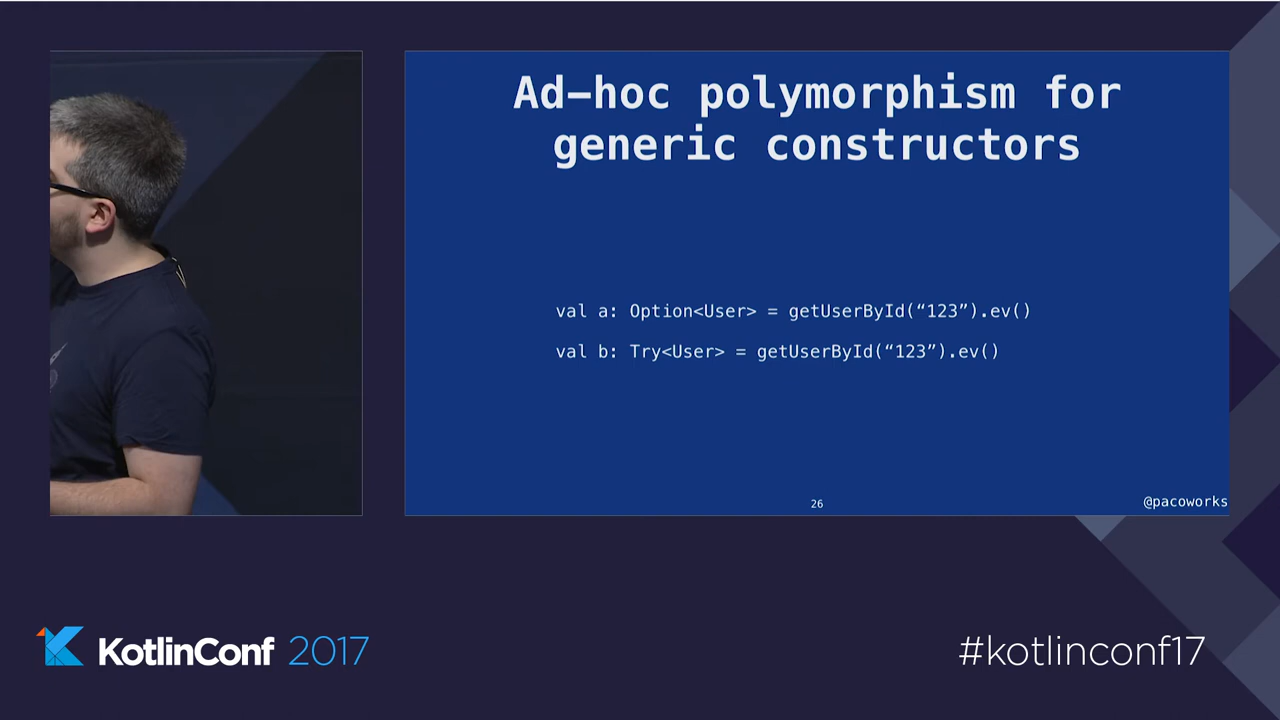 Ad-hoc polymorphism for
generic constructors
val a: Option<User> = getUserById(“123”).ev()
val b: Try<User> = getUserById(“123”).ev()
26
@pacoworks
KotlinConf 2017
#kotlinconf17